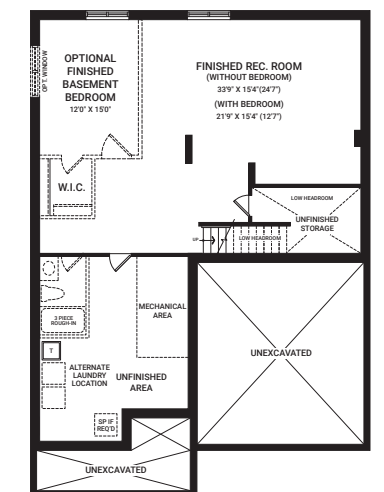 OPTIONAL
FINISHED
BASEMENT
BEDROOM
12'0" X 15'0"
OPT. WINDOW
FINISHED REC. ROOM
(WITHOUT BEDROOM)
33'9" X 15'4"(24'7")
(WITH BEDROOM)
21'9" X 15'4" (12'7")
W.I.C.
LOW HEADROOM
UNFINISHED
STORAGE
UP
LOW HEADROOM
3 PIECE
ROUGH-IN
MECHANICAL
AREA
T
ALTERNATE
LAUNDRY
LOCATION
UNFINISHED
AREA
UNEXCAVATED
SP IF
REQ'D
UNEXCAVATED